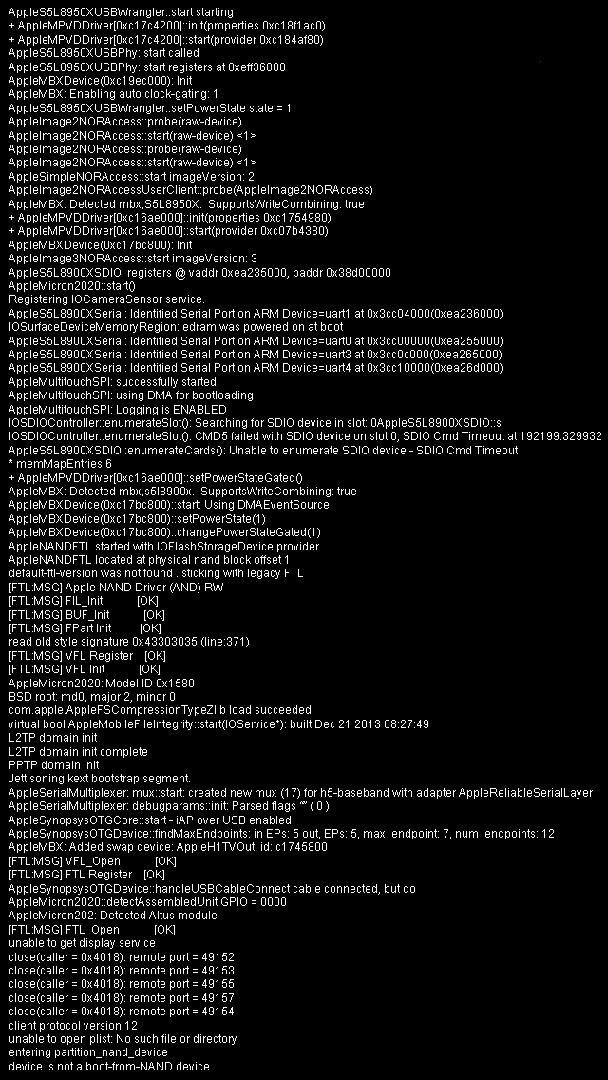 AppleS5L8950XUSBWrangler::start starting
+ AppleMPVDDriver[0xc17c4200]::init(properties 0xc18f1ac0)
+ AppleMPVDDriver[0xc17c4200]::start(provider 0xc184af80)
AppleS5L8950XUSBPhy: start called
AppleS5L8950XUSBPhy: start registers at 0xeff36000
AppleMBXDevice(0xc19ec000): Init
AppleMBX: Enabling auto clock-gating: 1
AppleS5L8950XUSBWrangler::setPowerState state = 1
AppleImage2NORAccess::probe(raw-device)
AppleImage2NORAccess::start(raw-device) <1>
AppleImage2NORAccess::probe(raw-device)
AppleImage2NORAccess::start(raw-device) <1>
AppleSimpleNORAccess::start imageVersion: 2
AppleImage2NORAccessUserClient::probe(AppleImage2NORAccess)
AppleMBX: Detected mbx,S5L8950X. SupportsWriteCombining: true
+ AppleMPVDDriver[0xc16ae000]::init(properties 0xc1754980)
+ AppleMPVDDriver[0xc16ae000]::start(provider 0xc07b4330)
AppleMBXDevice(0xc17bc800): Init
AppleImage3NORAccess::start imageVersion: 3
AppleS5L8900XSDIO: registers @ vaddr 0xea235000, paddr 0x38d00000
AppleMicron2020::start()
Registering IOCameraSensor service.
AppleS5L8900XSerial: Identified Serial Port on ARM Device=uart1 at 0x3cc04000(0xea236000)
IOSurfaceDeviceMemoryRegion: edram was powered on at boot
AppleS5L8900XSerial: Identified Serial Port on ARM Device=uart0 at 0x3cc00000(0xea255000)
AppleS5L8900XSerial: Identified Serial Port on ARM Device=uart3 at 0x3cc0c000(0xea265000)
AppleS5L8900XSerial: Identified Serial Port on ARM Device=uart4 at 0x3cc10000(0xea26d000)
AppleMultitouchSPI: successfully started
AppleMultitouchSPI: using DMA for bootloading
AppleMultitouchSPI: Logging is ENABLED
IOSDIOController::enumerateSlot(): Searching for SDIO device in slot: 0AppleS5L8900XSDIO::s
IOSDIOController::enumerateSlot(): CMD5 failed with SDIO device on slot 0, SDIO Cmd Timeout at 192199.329932
AppleS5L8900XSDIO::enumerateCards(): Unable to enumerate SDIO device - SDIO Cmd Timeout
* memMapEntries 6
+ AppleMPVDDriver[0xc16ae000]::setPowerStateGated()
AppleMBX: Detected mbx,s5l8900x. SupportsWriteCombining: true
AppleMBXDevice(0xc17bc800)::start: Using DMAEventSource
AppleMBXDevice(0xc17bc800)::setPowerState(1)
AppleMBXDevice(0xc17bc800)::changePowerStateGated(1)
AppleNANDFTL started with IOFlashStorageDevice provider
AppleNANDFTL located at physical nand block offset 1
default-ftl-version was not found . sticking with legacy FTL
[FTL:MSG] Apple NAND Driver (AND) RW
[FTL:MSG] FIL_Init [OK]
[FTL:MSG] BUF_Init [OK]
[FTL:MSG] FPart Init [OK]
read old style signature 0x43303035 (line:371)
[FTL:MSG] VFL Register [OK]
[FTL:MSG] VFL Init [OK]
AppleMicron2020: Model ID 0x1580
BSD root: md0, major 2, minor 0
com.apple.AppleFSCompressionTypeZlib load succeeded
virtual bool AppleMobileFileIntegrity::start(IOService*): built Dec 21 2013 08:27:49
L2TP domain init
L2TP domain init complete
PPTP domain init
Jettisoning kext bootstrap segment.
AppleSerialMultiplexer: mux::start: created new mux (17) for h5-baseband with adapter AppleReliableSerialLayer
AppleSerialMultiplexer: debugparams::init: Parsed flags "" ( 0 )
AppleSynopsysOTGCore::start - iAP over USB enabled
AppleSynopsysOTGDevice::findMaxEndpoints: in EPs: 5 out, EPs: 5, max endpoint: 7, num endpoints: 12
AppleMBX: Added swap device: AppleH1TVOut id: c1745800
[FTL:MSG] VFL_Open [OK]
[FTL:MSG] FTL Register [OK]
AppleSynopsysOTGDevice::handleUSBCableConnect cable connected, but co
AppleMicron2020::detectAssembledUnit GPIO = 0000
AppleMicron202: Detected Altus module
[FTL:MSG] FTL_Open [OK]
unable to get display service
close(caller = 0x4018): remote port = 49152
close(caller = 0x4018): remote port = 49153
close(caller = 0x4018): remote port = 49155
close(caller = 0x4018): remote port = 49157
close(caller = 0x4018): remote port = 49154
client protocol version 12
unable to open plist: No such file or directory
entering partition_nand_device
device is not a boot-from-NAND device